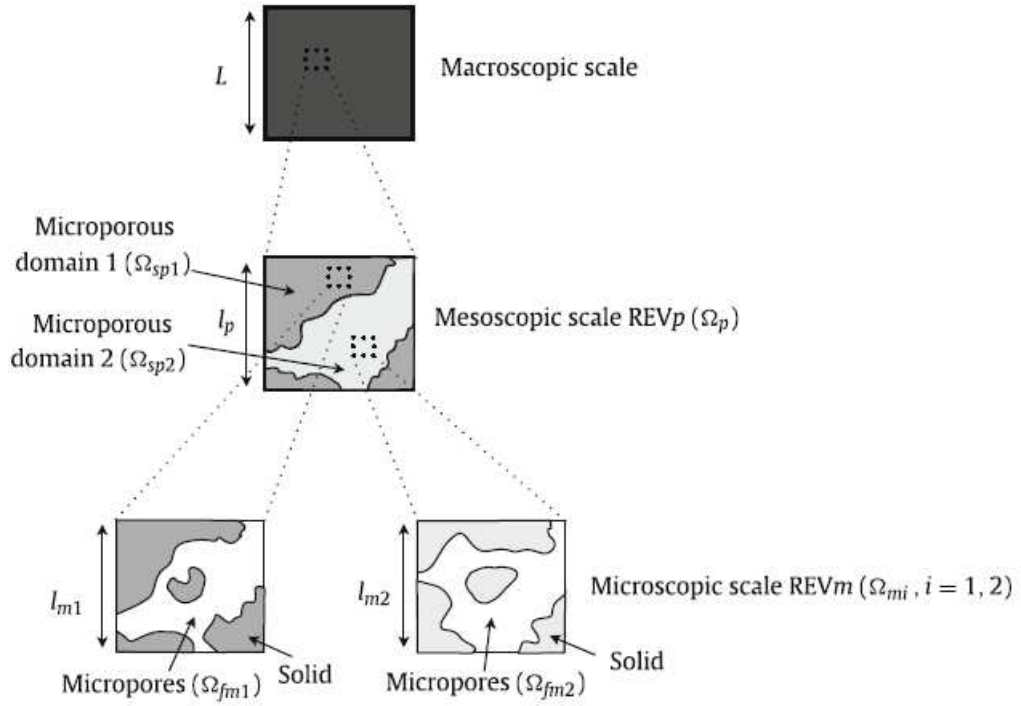 L
Macroscopic scale
Microporous
domain 1 (Ωsp1)
lp
Mesoscopic scale REVp (Ωp)
Microporous
domain 2 (Ωsp2)
lm1
lm2
Microscopic scale REVm (Ωmi , i = 1, 2)
Micropores (Ωfm1)
Solid
Micropores (Ωfm2)
Solid